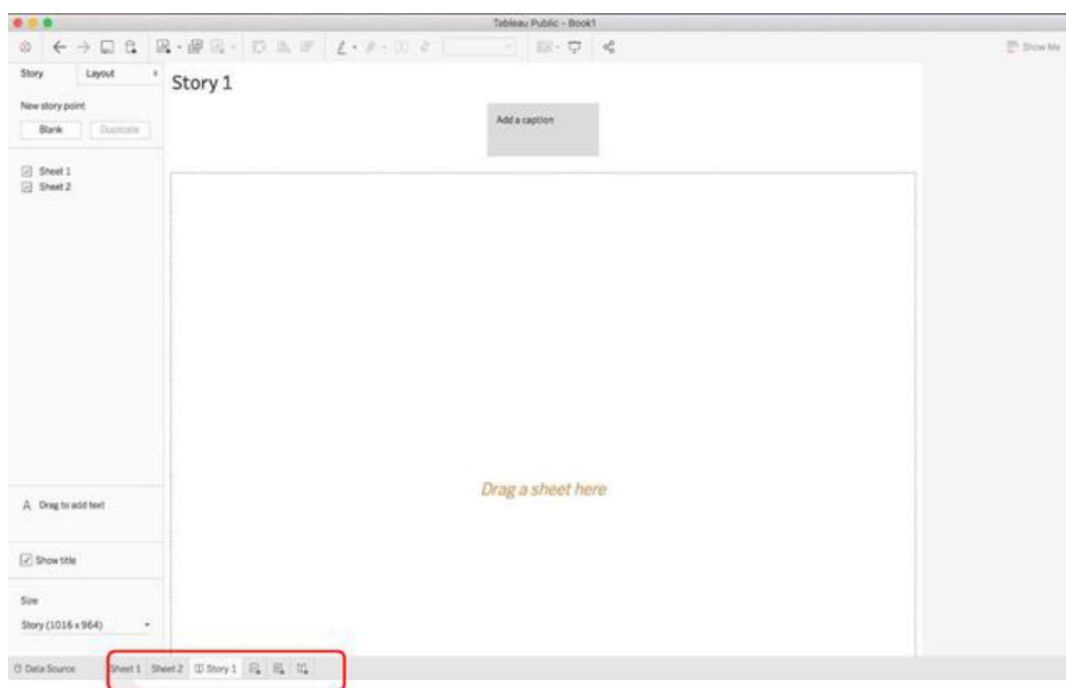 Tableau Public - Book1
Show Me
Story Layout
Story 1
New story point
Blank Duplicate
Add a caption
Sheet 1
Sheet 2
Drag a sheet here
A Drag to add text
Show title
Size
Story (1016 x 964)
Data Source Sheet 1 Sheet 2 Story 1